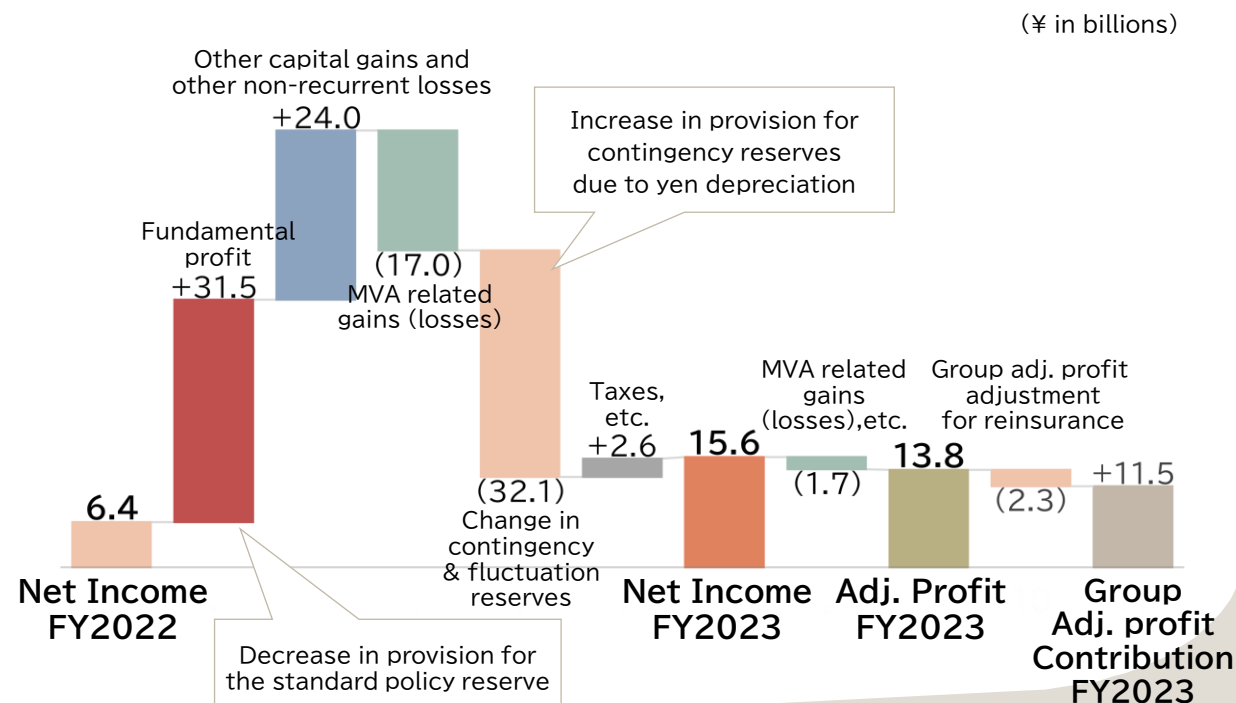 (¥ in billions)
Other capital gains and
other non-recurrent losses
+24.0
Increase in provision for
contingency reserves
due to yen depreciation
Fundamental
profit
+31.5
(17.0)
MVA related
gains (losses)
Taxes,
etc.
+2.6
MVA related
gains
(losses),etc.
Group adj. profit
adjustment
for reinsurance
6.4
(32.1)
Change in
contingency
& fluctuation
reserves
15.6
(1.7)
13.8
(2.3)
+11.5
Net Income
FY2022
Net Income
FY2023
Adj. Profit
FY2023
Group
Adj. profit
Contribution
FY2023
Decrease in provision for
the standard policy reserve